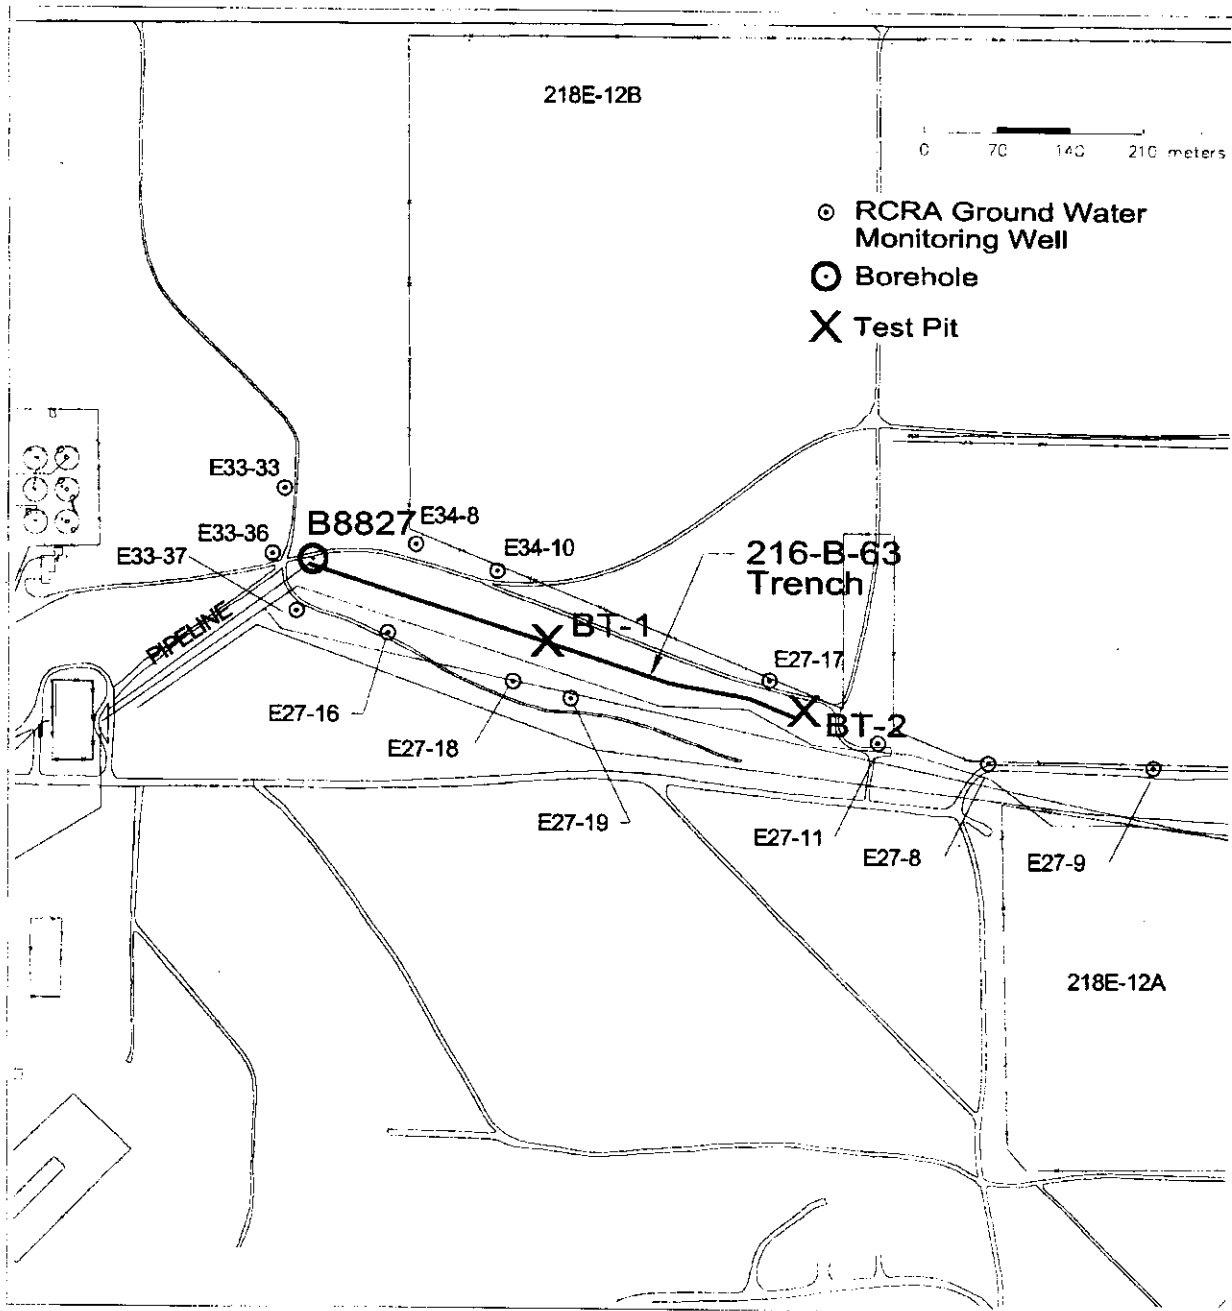 218E-12B
0 70 140 210 meters
RCRA Ground Water
Monitoring Well
Borehole
Test Pit
E33-33
E33-36
B8827
E34-8
E33-37
E34-10
216-B-63
Trench
PIPELINE
BT-1
E27-17
E27-16
BT-2
E27-18
E27-19
E27-11
E27-8
E27-9
218E-12A